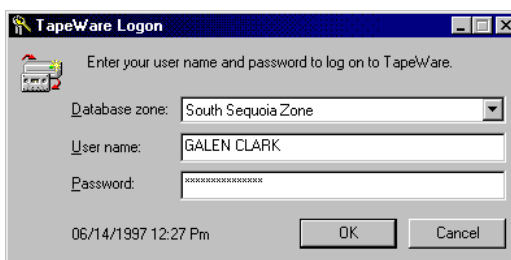 TapeWare Logon
Enter your user name and password to log on to TapeWare.
Database zone: South Sequoia Zone
User name: GALEN CLARK
Password: ***************
06/14/1997 12:27 Pm OK Cancel